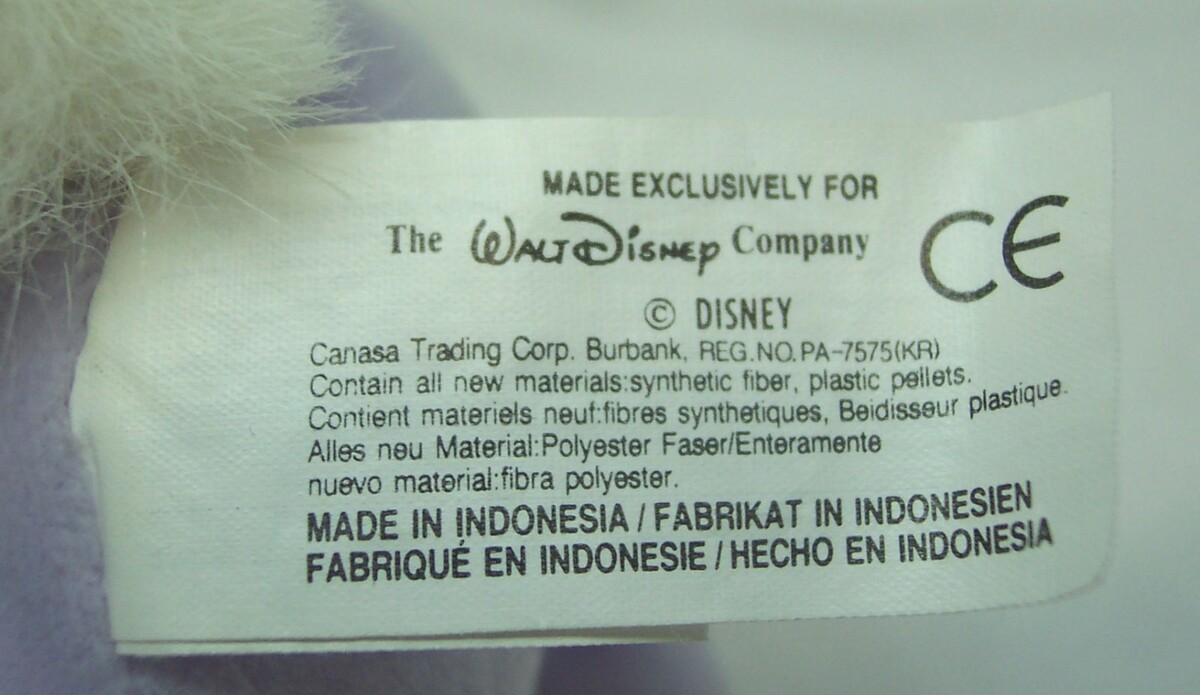 MADE EXCLUSIVELY FOR
The WALT DISNEY Company
CE
© DISNEY
Canasa Trading Corp. Burbank, REG.NO.PA-7575(KR)
Contain all new materials:synthetic fiber, plastic pellets.
Contient materiels neuf:fibres synthetiques, Beidisseur plastique.
Alles neu Material:Polyester Faser/Enteramente
nuevo material:fibra polyester.
MADE IN INDONESIA / FABRIKAT IN INDONESIEN
FABRIQUÉ EN INDONESIE / HECHO EN INDONESIA